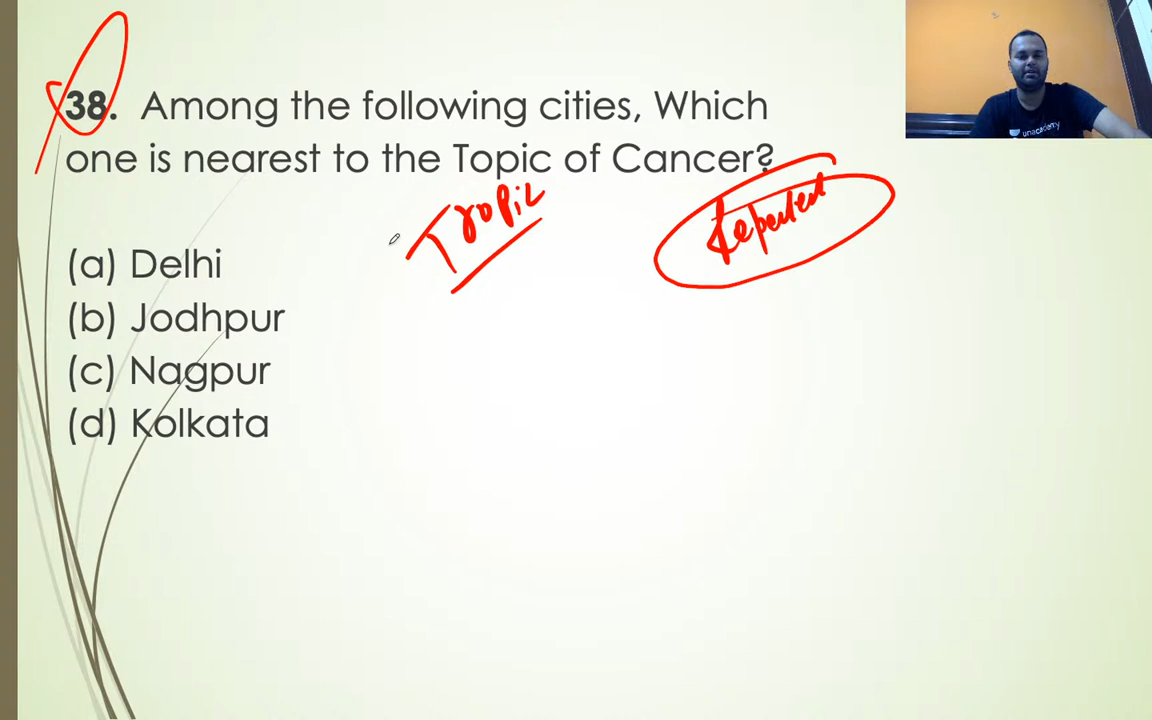 38. Among the following cities, Which
one is nearest to the Topic of Cancer?
Tropic
Repeated
(a) Delhi
(b) Jodhpur
(c) Nagpur
(d) Kolkata
unacademy